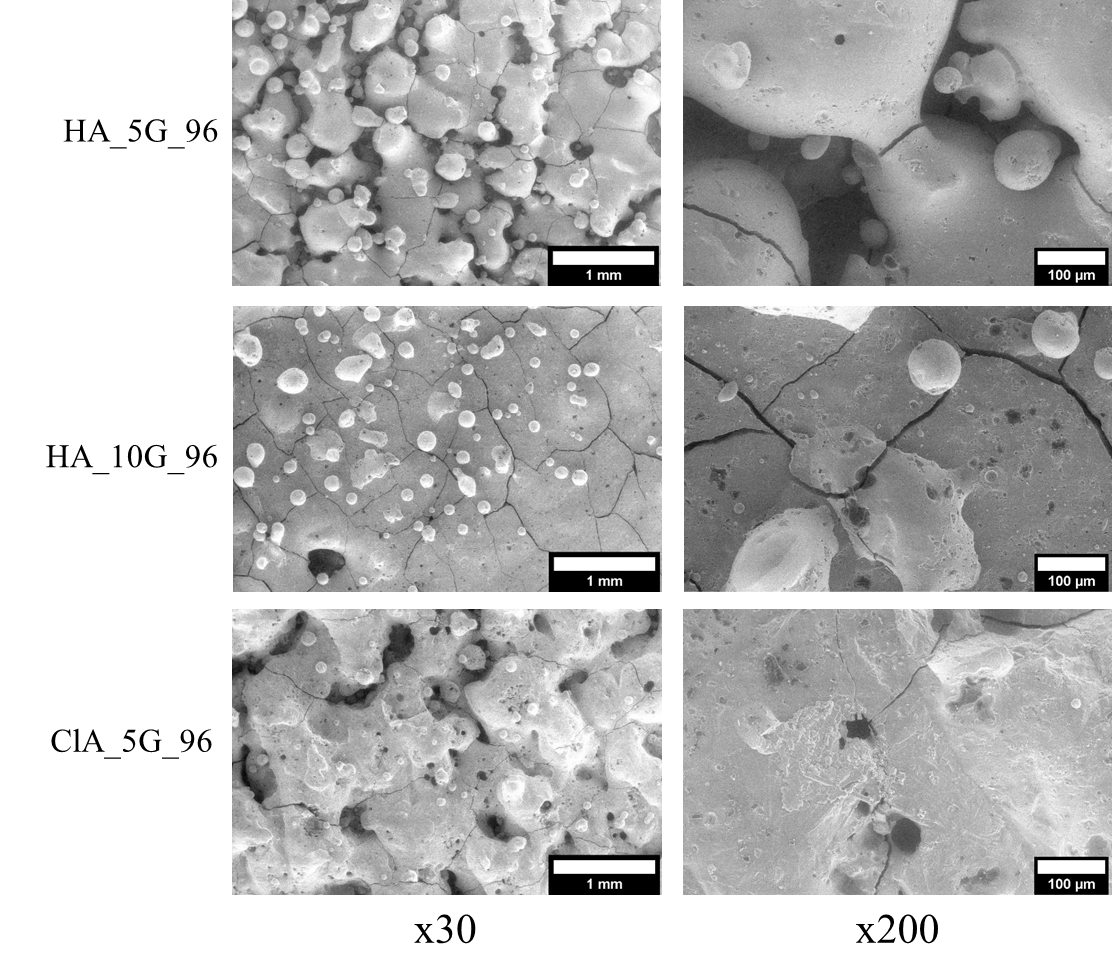 HA_5G_96
1 mm
100 µm
HA_10G_96
1 mm
100 µm
ClA_5G_96
1 mm
100 µm
x30
x200